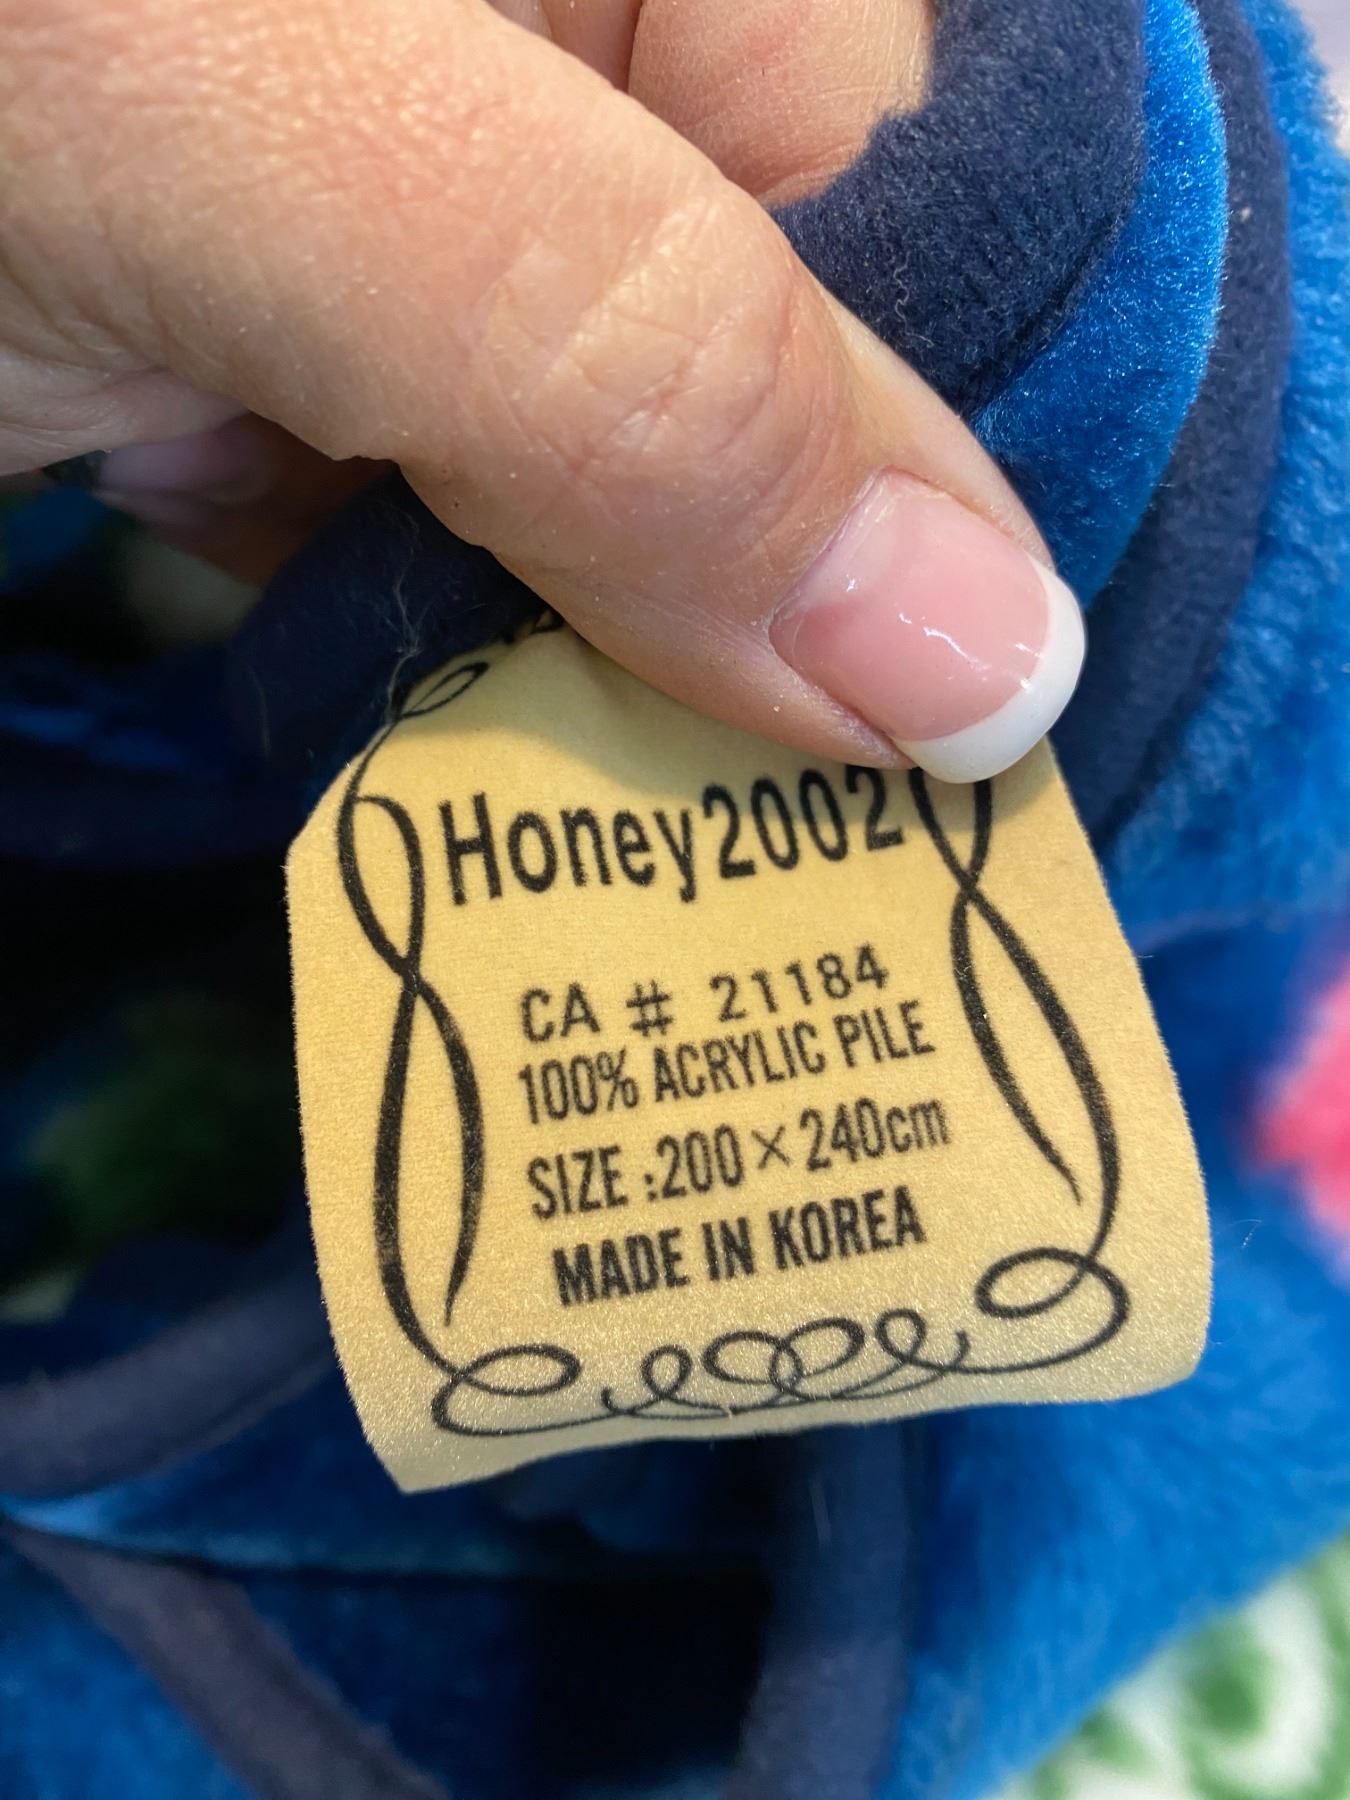 Honey2002
CA # 21184
100% ACRYLIC PILE
SIZE :200×240cm
MADE IN KOREA